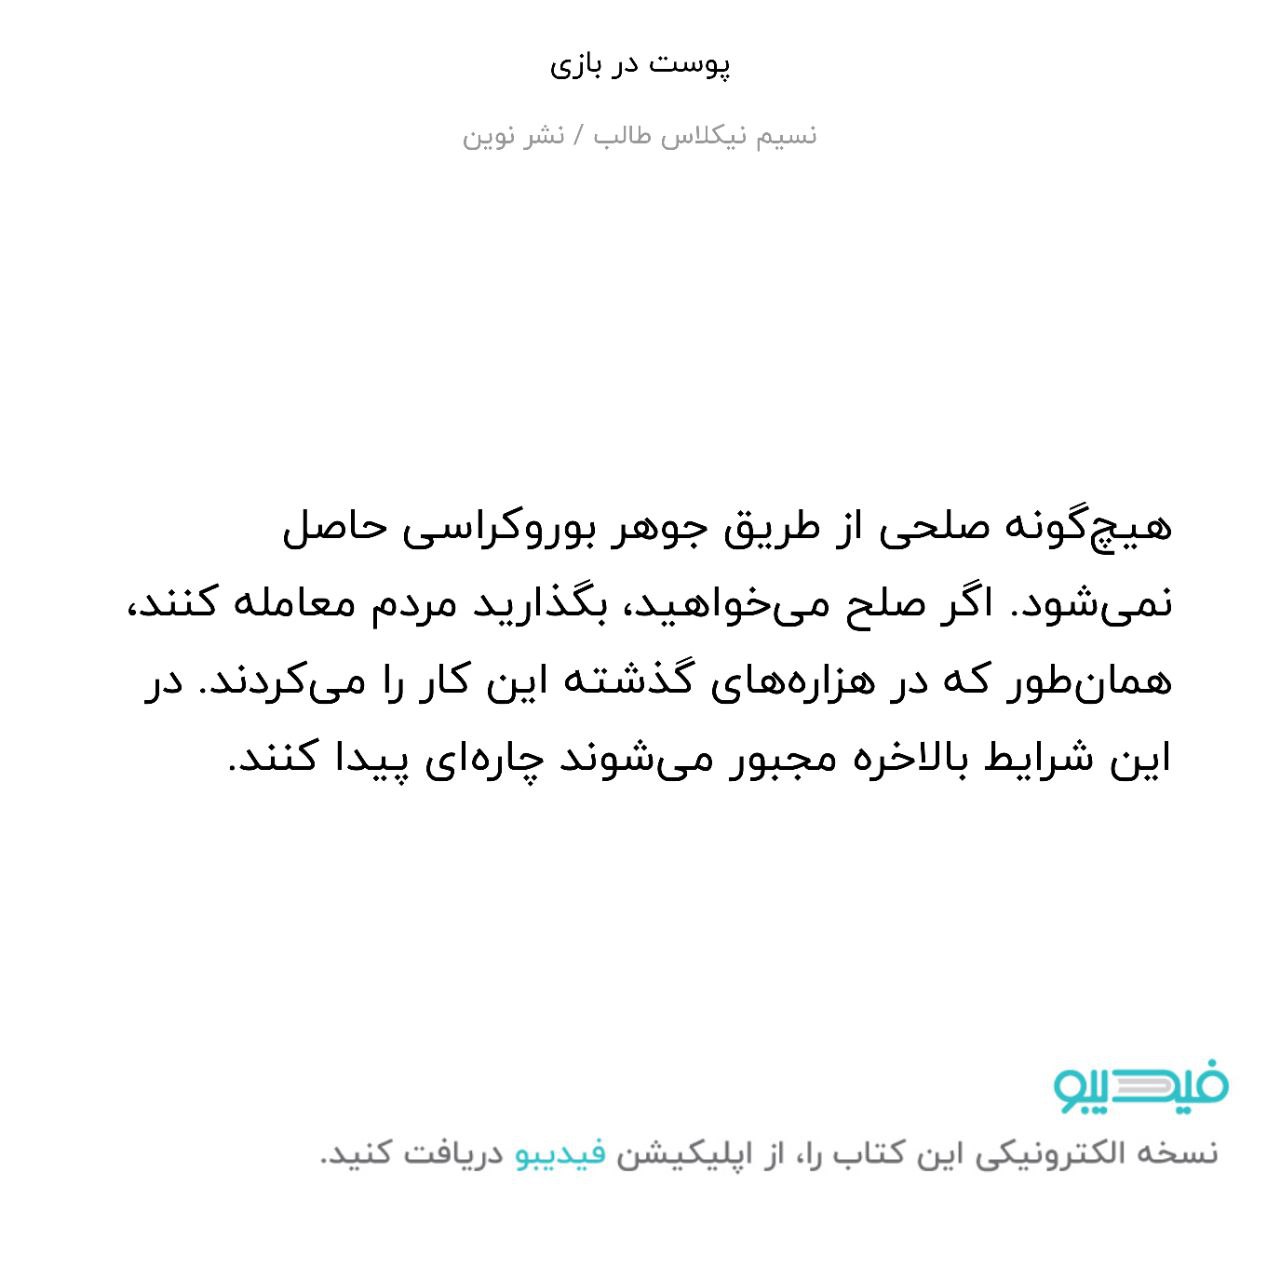 پوست در بازی
نسیم نیکلاس طالب / نشر نوین
هیچ‌گونه صلحی از طریق جوهر بوروکراسی حاصل
نمی‌شود. اگر صلح می‌خواهید، بگذارید مردم معامله کنند،
همان‌طور که در هزاره‌های گذشته این کار را می‌کردند. در
این شرایط بالاخره مجبور می‌شوند چاره‌ای پیدا کنند.
فیدیبو
نسخه الکترونیکی این کتاب را، از اپلیکیشن فیدیبو دریافت کنید.